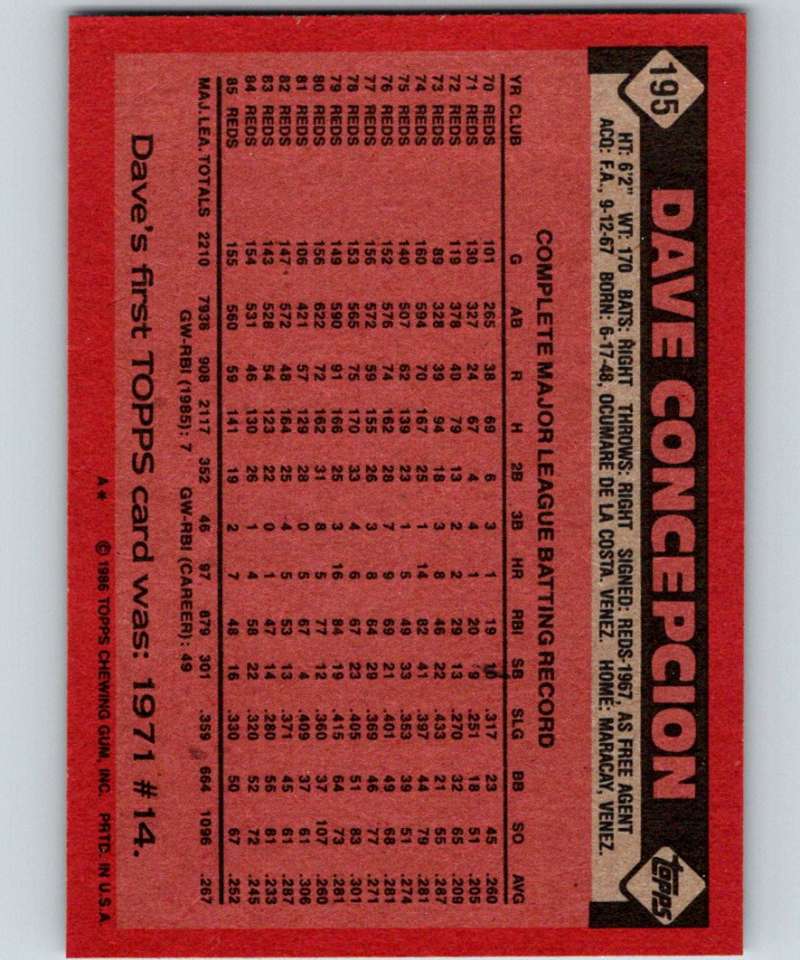 195
DAVE CONCEPCION
topps
HT: 6'2" WT: 170 BATS: RIGHT THROWS: RIGHT SIGNED: REDS-1967, AS FREE AGENT
ACQ: F.A., 9-12-67 BORN: 6-17-48, OCUMARE DE LA COSTA, VENEZ. HOME: MARACAY, VENEZ.
COMPLETE MAJOR LEAGUE BATTING RECORD
YR CLUB G AB R H 2B 3B HR RBI SB SLG BB SO AVG
70 REDS 101 265 38 69 6 3 1 19 10 .317 23 45 .260
71 REDS 130 327 24 67 4 4 1 20 9 .251 18 51 .205
72 REDS 119 378 40 79 13 2 2 29 13 .270 32 65 .209
73 REDS 89 328 39 94 18 3 8 46 22 .433 21 55 .287
74 REDS 160 594 70 167 25 1 14 82 41 .397 44 79 .281
75 REDS 140 507 62 139 23 1 5 49 33 .353 39 51 .274
76 REDS 152 576 74 162 28 7 9 69 21 .401 49 68 .281
77 REDS 156 572 59 155 26 3 8 64 29 .369 46 77 .271
78 REDS 153 565 75 170 33 4 6 67 23 .405 51 83 .301
79 REDS 149 590 91 166 25 3 16 84 19 .415 64 73 .281
80 REDS 156 622 72 162 31 8 5 77 12 .360 37 107 .260
81 REDS 106 421 57 129 28 0 5 67 4 .409 37 61 .306
82 REDS 147 572 48 164 25 4 5 53 13 .371 45 61 .287
83 REDS 143 528 54 123 22 0 1 47 14 .280 56 81 .233
84 REDS 154 531 46 130 26 1 4 58 22 .320 52 72 .245
85 REDS 155 560 59 141 19 2 7 48 16 .330 50 67 .252
MAJ. LEA. TOTALS 2210 7936 908 2117 352 46 97 879 301 .359 664 1096 .267
GW-RBI (1985): 7 GW-RBI (CAREER): 49
Dave's first TOPPS card was: 1971 #14.
A* © 1986 TOPPS CHEWING GUM, INC. PRTD. IN U.S.A.